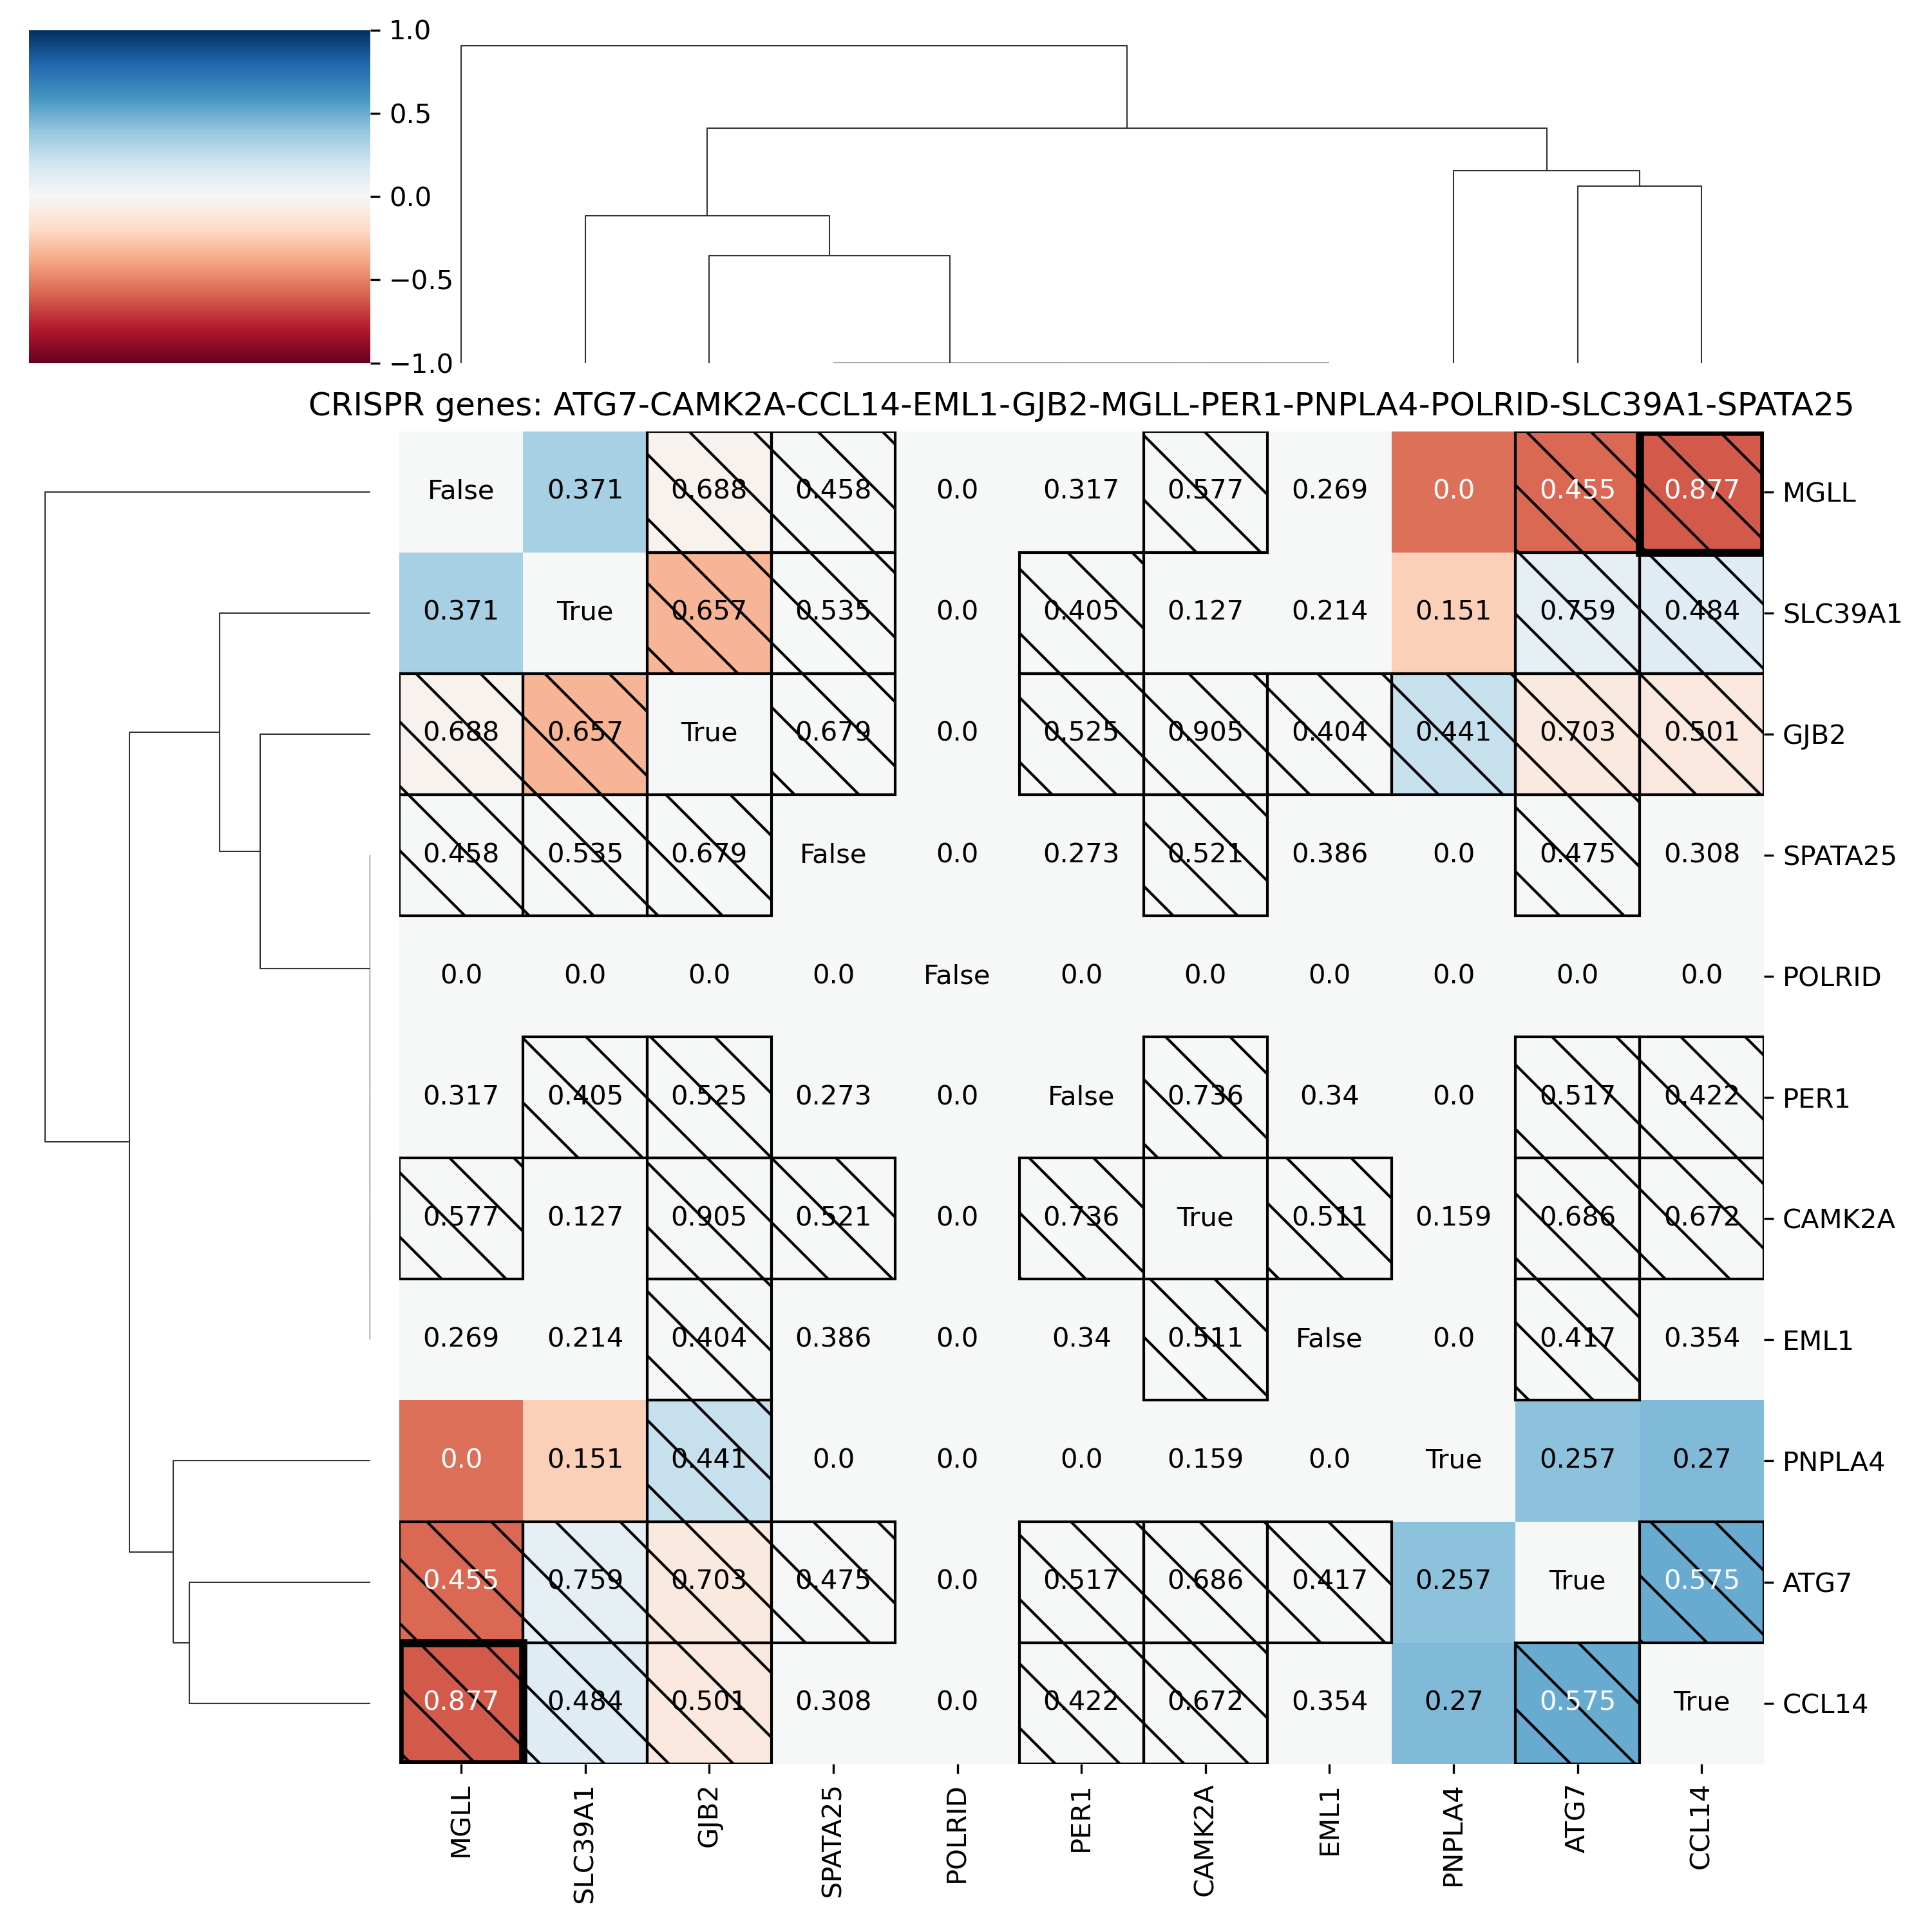 1.0
0.5
0.0
−0.5
−1.0
CRISPR genes: ATG7-CAMK2A-CCL14-EML1-GJB2-MGLL-PER1-PNPLA4-POLRID-SLC39A1-SPATA25
False 0.371 0.688 0.458 0.0 0.317 0.577 0.269 0.0 0.455 0.877 MGLL
0.371 True 0.657 0.535 0.0 0.405 0.127 0.214 0.151 0.759 0.484 SLC39A1
0.688 0.657 True 0.679 0.0 0.525 0.905 0.404 0.441 0.703 0.501 GJB2
0.458 0.535 0.679 False 0.0 0.273 0.521 0.386 0.0 0.475 0.308 SPATA25
0.0 0.0 0.0 0.0 False 0.0 0.0 0.0 0.0 0.0 0.0 POLRID
0.317 0.405 0.525 0.273 0.0 False 0.736 0.34 0.0 0.517 0.422 PER1
0.577 0.127 0.905 0.521 0.0 0.736 True 0.511 0.159 0.686 0.672 CAMK2A
0.269 0.214 0.404 0.386 0.0 0.34 0.511 False 0.0 0.417 0.354 EML1
0.0 0.151 0.441 0.0 0.0 0.0 0.159 0.0 True 0.257 0.27 PNPLA4
0.455 0.759 0.703 0.475 0.0 0.517 0.686 0.417 0.257 True 0.575 ATG7
0.877 0.484 0.501 0.308 0.0 0.422 0.672 0.354 0.27 0.575 True CCL14
MGLL SLC39A1 GJB2 SPATA25 POLRID PER1 CAMK2A EML1 PNPLA4 ATG7 CCL14